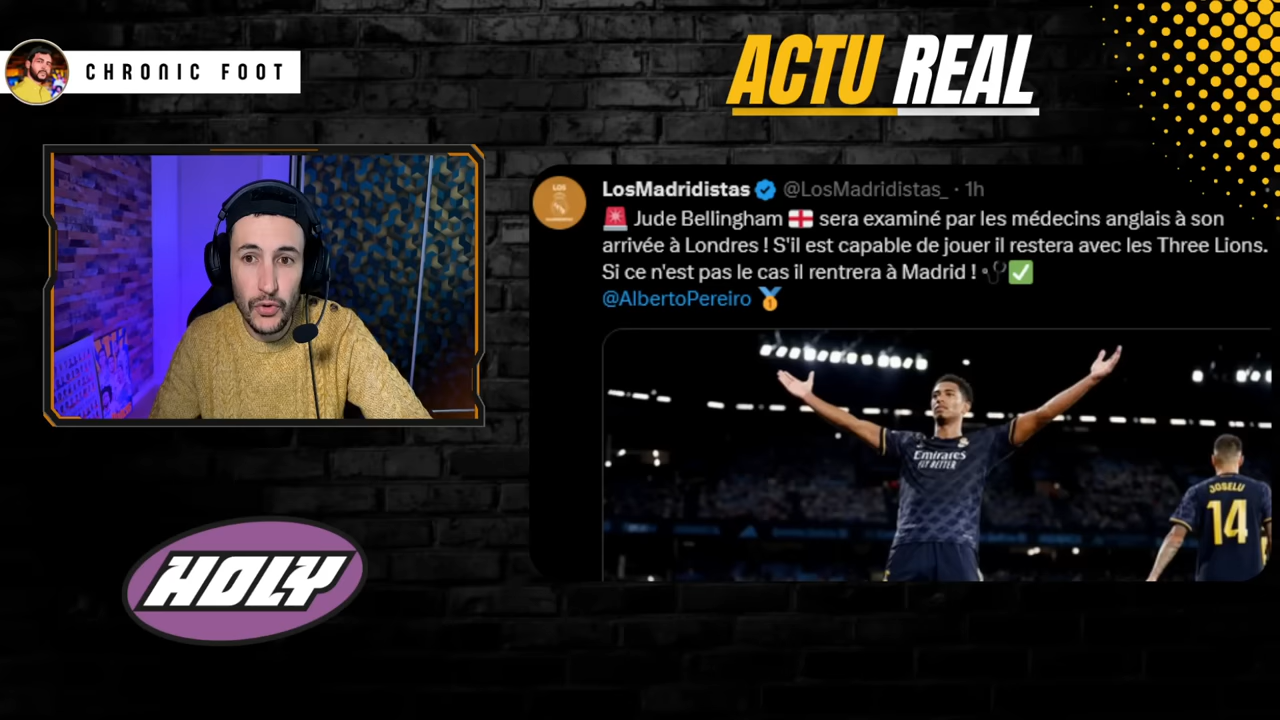 CHRONIC FOOT
ACTU REAL
LosMadridistas @LosMadridistas_ · 1h
🚨 Jude Bellingham 🏴󠁧󠁢󠁥󠁮󠁧󠁿 sera examiné par les médecins anglais à son
arrivée à Londres ! S'il est capable de jouer il restera avec les Three Lions.
Si ce n'est pas le cas il rentrera à Madrid ! 🩺✅
@AlbertoPereiro 🥇
Emirates
FLY BETTER
JOSELU
14
HOLY